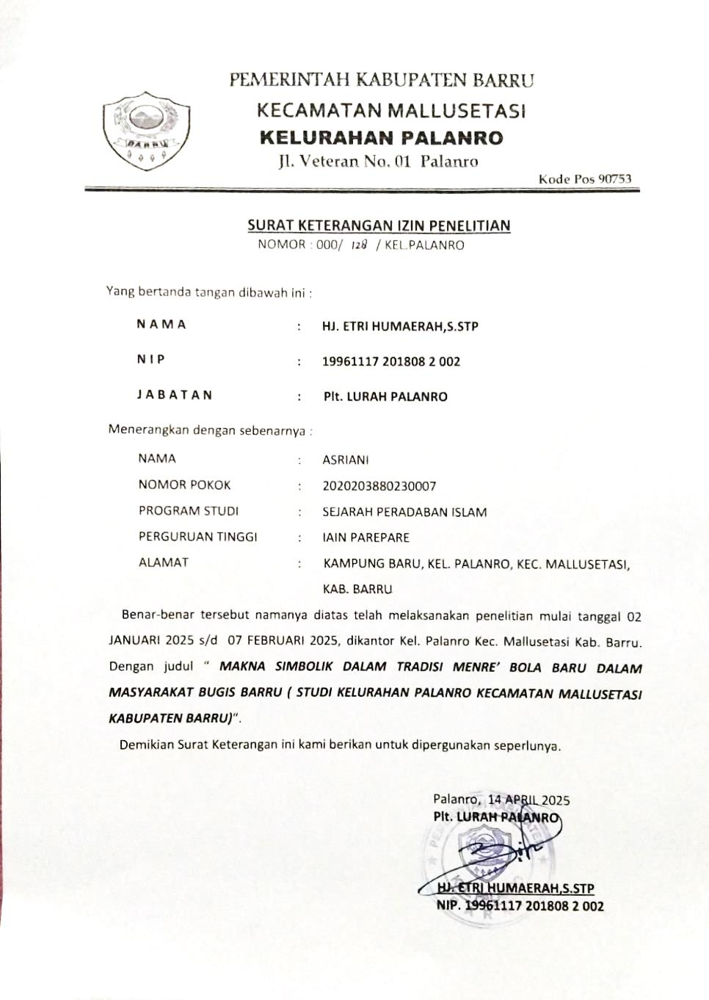 PEMERINTAH KABUPATEN BARRU
KECAMATAN MALLUSETASI
KELURAHAN PALANRO
Jl. Veteran No. 01 Palanro
Kode Pos 90753
BARRU
SURAT KETERANGAN IZIN PENELITIAN
NOMOR : 000/ 128 / KEL.PALANRO
Yang bertanda tangan dibawah ini :
N A M A : HJ. ETRI HUMAERAH,S.STP
N I P : 19961117 201808 2 002
J A B A T A N : Plt. LURAH PALANRO
Menerangkan dengan sebenarnya :
NAMA : ASRIANI
NOMOR POKOK : 2020203880230007
PROGRAM STUDI : SEJARAH PERADABAN ISLAM
PERGURUAN TINGGI : IAIN PAREPARE
ALAMAT : KAMPUNG BARU, KEL. PALANRO, KEC. MALLUSETASI,
KAB. BARRU
Benar-benar tersebut namanya diatas telah melaksanakan penelitian mulai tanggal 02
JANUARI 2025 s/d 07 FEBRUARI 2025, dikantor Kel. Palanro Kec. Mallusetasi Kab. Barru.
Dengan judul “ MAKNA SIMBOLIK DALAM TRADISI MENRE’ BOLA BARU DALAM
MASYARAKAT BUGIS BARRU ( STUDI KELURAHAN PALANRO KECAMATAN MALLUSETASI
KABUPATEN BARRU)“.
Demikian Surat Keterangan ini kami berikan untuk dipergunakan seperlunya.
Palanro, 14 APRIL 2025
Plt. LURAH PALANRO
HJ. ETRI HUMAERAH,S.STP
NIP. 19961117 201808 2 002